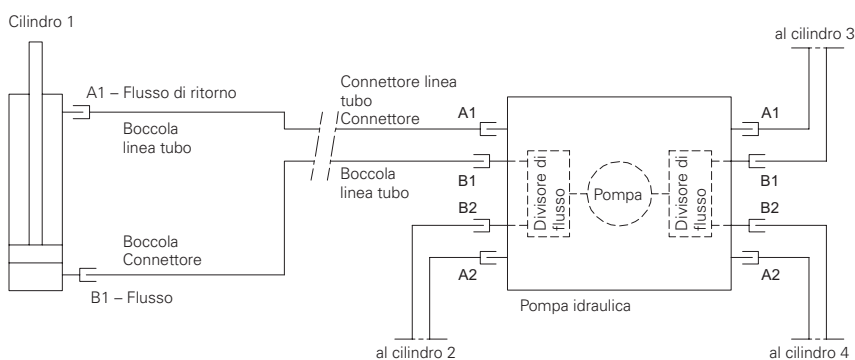 Cilindro 1
al cilindro 3
A1 – Flusso di ritorno
Boccola
linea tubo
Connettore linea
tubo
Connettore
A1
A1
B1
Boccola
linea tubo
B1
B2
B2
Divisore di
flusso
Pompa
Divisore di
flusso
Boccola
Connettore
A2
A2
B1 – Flusso
Pompa idraulica
al cilindro 2
al cilindro 4